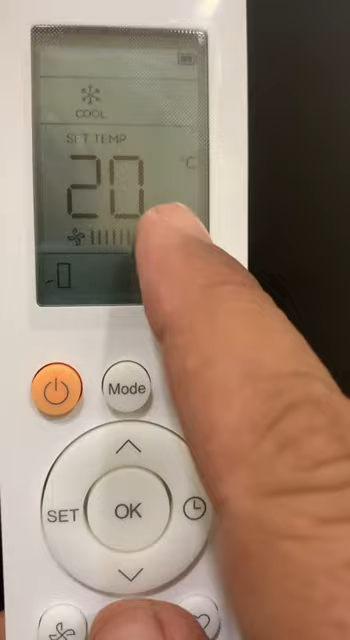 COOL
SET TEMP
20 °C
Mode
SET OK